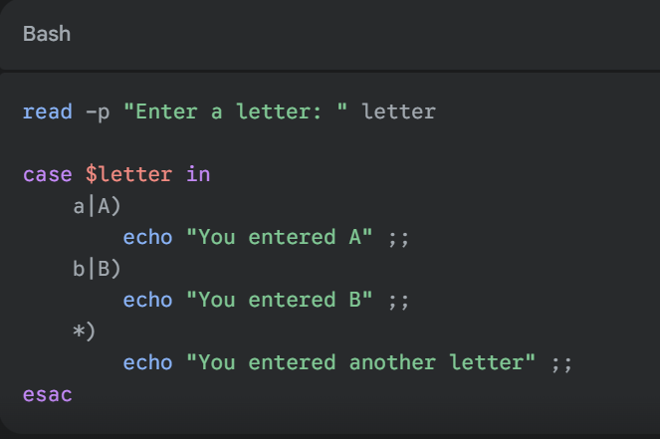 Bash
read -p "Enter a letter: " letter
case $letter in
    a|A)
        echo "You entered A" ;;
    b|B)
        echo "You entered B" ;;
    *)
        echo "You entered another letter" ;;
esac